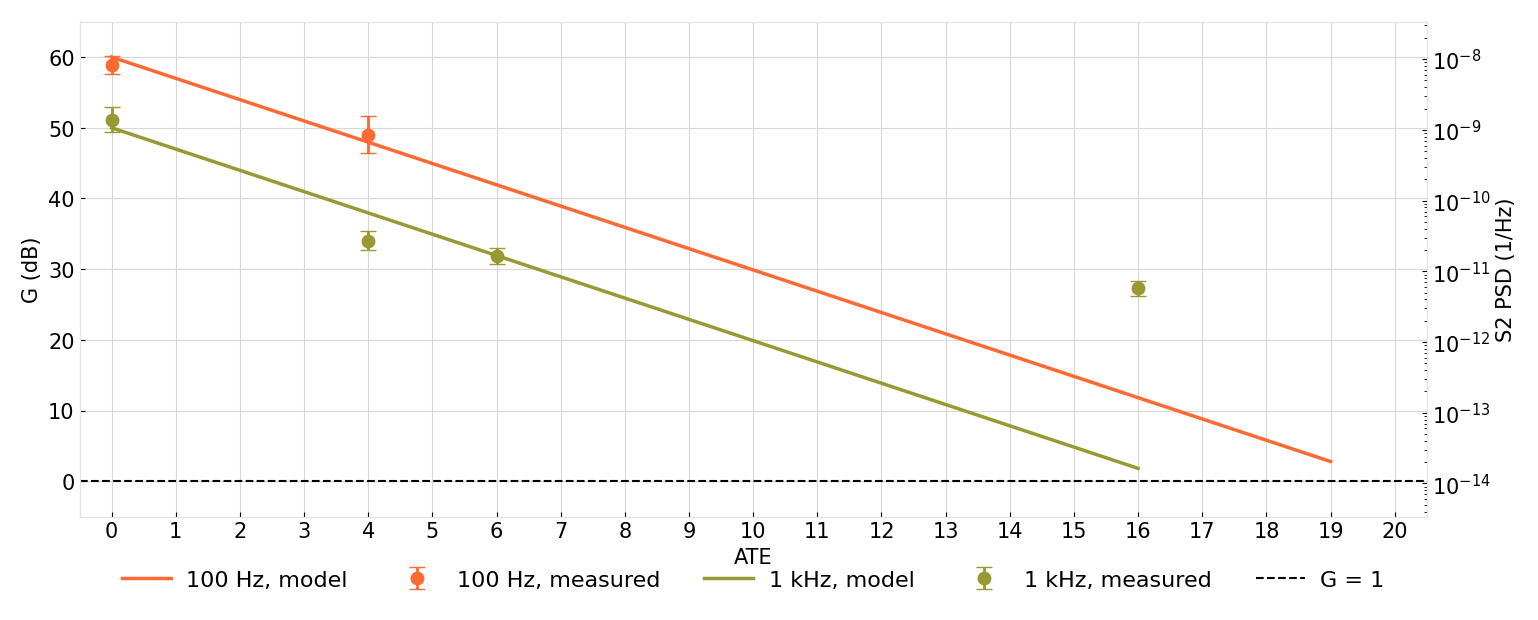 60
50
40
30
20
10
0
G (dB)
10⁻⁸
10⁻⁹
10⁻¹⁰
10⁻¹¹
10⁻¹²
10⁻¹³
10⁻¹⁴
S2 PSD (1/Hz)
0 1 2 3 4 5 6 7 8 9 10 11 12 13 14 15 16 17 18 19 20
ATE
100 Hz, model 100 Hz, measured 1 kHz, model 1 kHz, measured G = 1